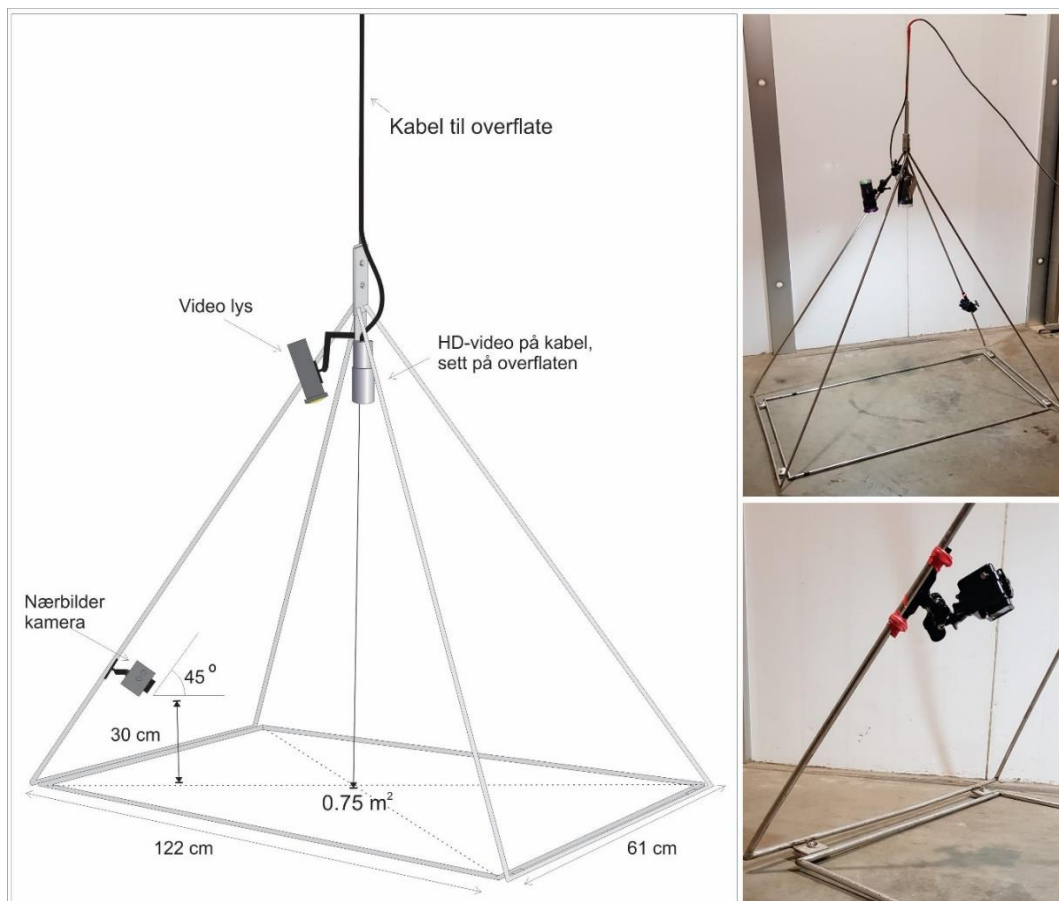 Kabel til overflate
Video lys
HD-video på kabel,
sett på overflaten
Nærbilder
kamera
45°
30 cm
0.75 m²
122 cm
61 cm